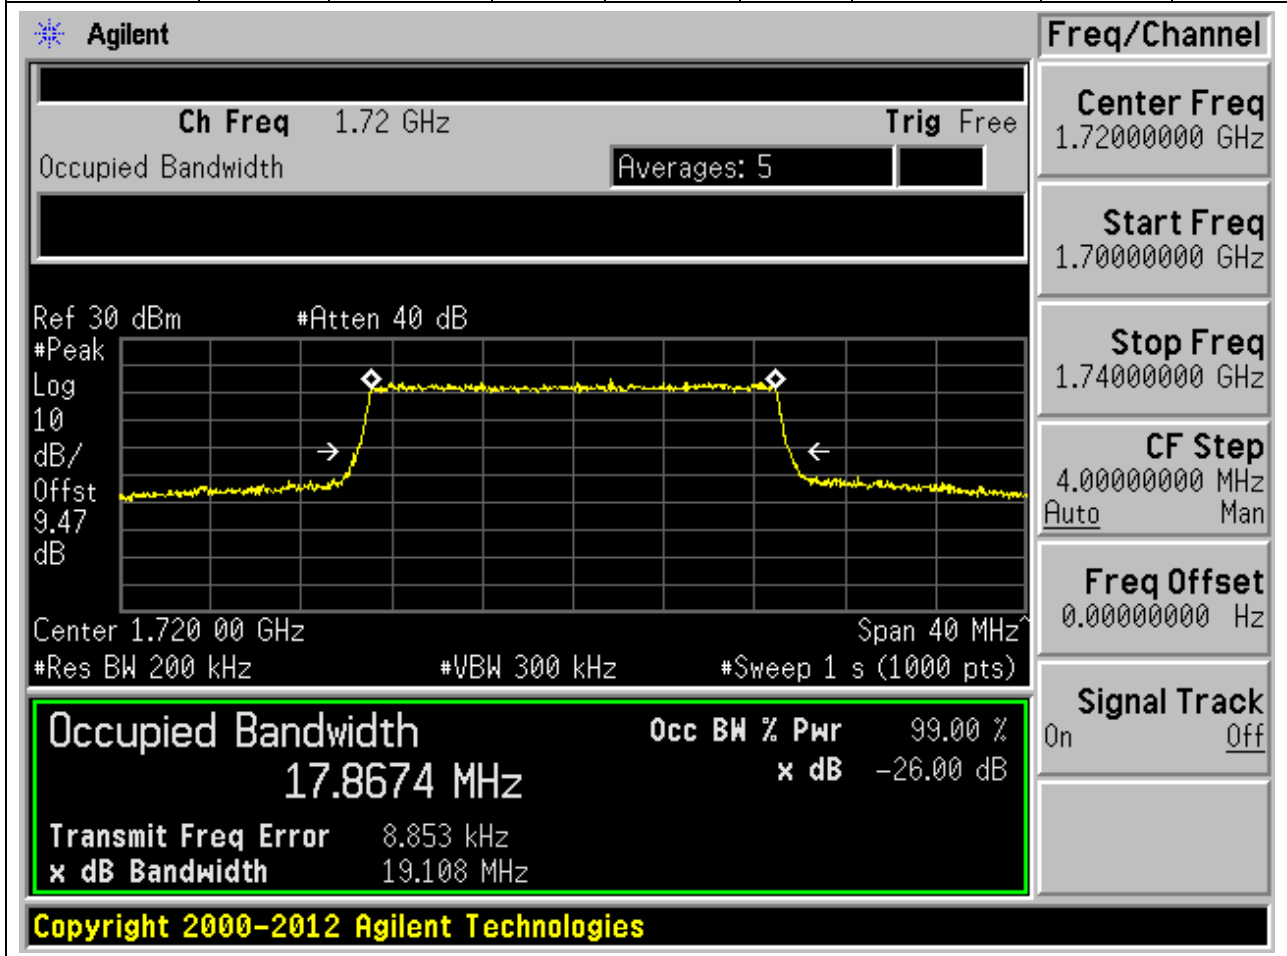 Agilent
Freq/Channel
Ch Freq 1.72 GHz
Trig Free
Occupied Bandwidth
Averages: 5
Ref 30 dBm #Atten 40 dB
#Peak
Log
10
dB/
Offst
9.47
dB
Center 1.720 00 GHz
Span 40 MHz^
#Res BW 200 kHz #VBW 300 kHz #Sweep 1 s (1000 pts)
Occupied Bandwidth
17.8674 MHz
Occ BW % Pwr 99.00 %
x dB -26.00 dB
Transmit Freq Error 8.853 kHz
x dB Bandwidth 19.108 MHz
Copyright 2000-2012 Agilent Technologies
Center Freq
1.72000000 GHz
Start Freq
1.70000000 GHz
Stop Freq
1.74000000 GHz
CF Step
4.00000000 MHz
Auto Man
Freq Offset
0.00000000 Hz
Signal Track
On Off